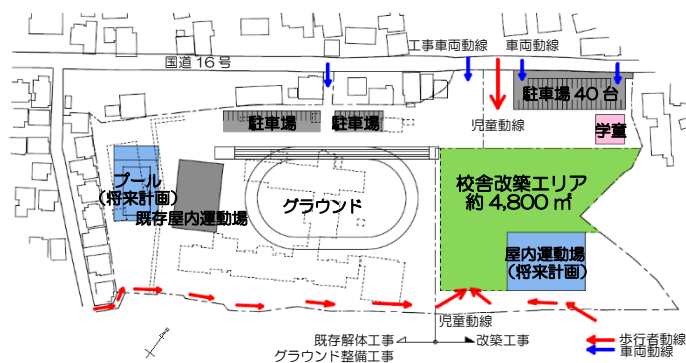 工事車両動線
車両動線
国道16号
駐車場40台
駐車場
駐車場
児童動線
学童
プール
(将来計画)
既存屋内運動場
グラウンド
校舎改築エリア
約4,800㎡
屋内運動場
(将来計画)
児童動線
既存解体工事
改築工事
グラウンド整備工事
歩行者動線
車両動線